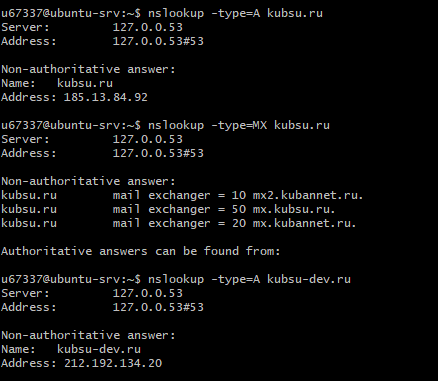 u67337@ubuntu-srv:~$ nslookup -type=A kubsu.ru
Server: 127.0.0.53
Address: 127.0.0.53#53
Non-authoritative answer:
Name: kubsu.ru
Address: 185.13.84.92
u67337@ubuntu-srv:~$ nslookup -type=MX kubsu.ru
Server: 127.0.0.53
Address: 127.0.0.53#53
Non-authoritative answer:
kubsu.ru mail exchanger = 10 mx2.kubannet.ru.
kubsu.ru mail exchanger = 50 mx.kubsu.ru.
kubsu.ru mail exchanger = 20 mx.kubannet.ru.
Authoritative answers can be found from:
u67337@ubuntu-srv:~$ nslookup -type=A kubsu-dev.ru
Server: 127.0.0.53
Address: 127.0.0.53#53
Non-authoritative answer:
Name: kubsu-dev.ru
Address: 212.192.134.20